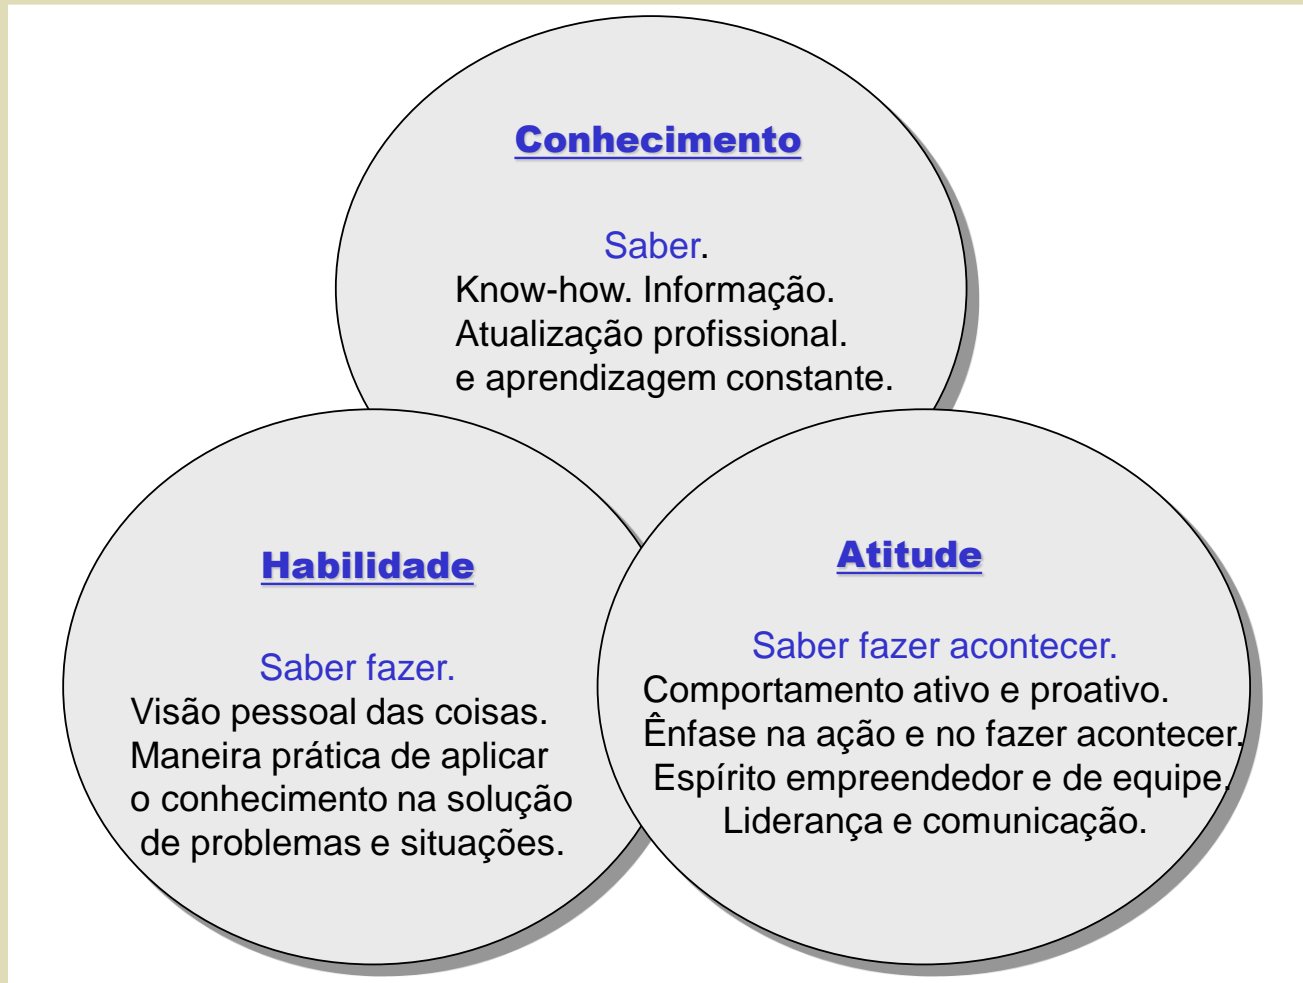 Conhecimento
Saber.
Know-how. Informação.
Atualização profissional.
e aprendizagem constante.
Habilidade
Saber fazer.
Visão pessoal das coisas.
Maneira prática de aplicar
o conhecimento na solução
de problemas e situações.
Atitude
Saber fazer acontecer.
Comportamento ativo e proativo.
Ênfase na ação e no fazer acontecer.
Espírito empreendedor e de equipe.
Liderança e comunicação.